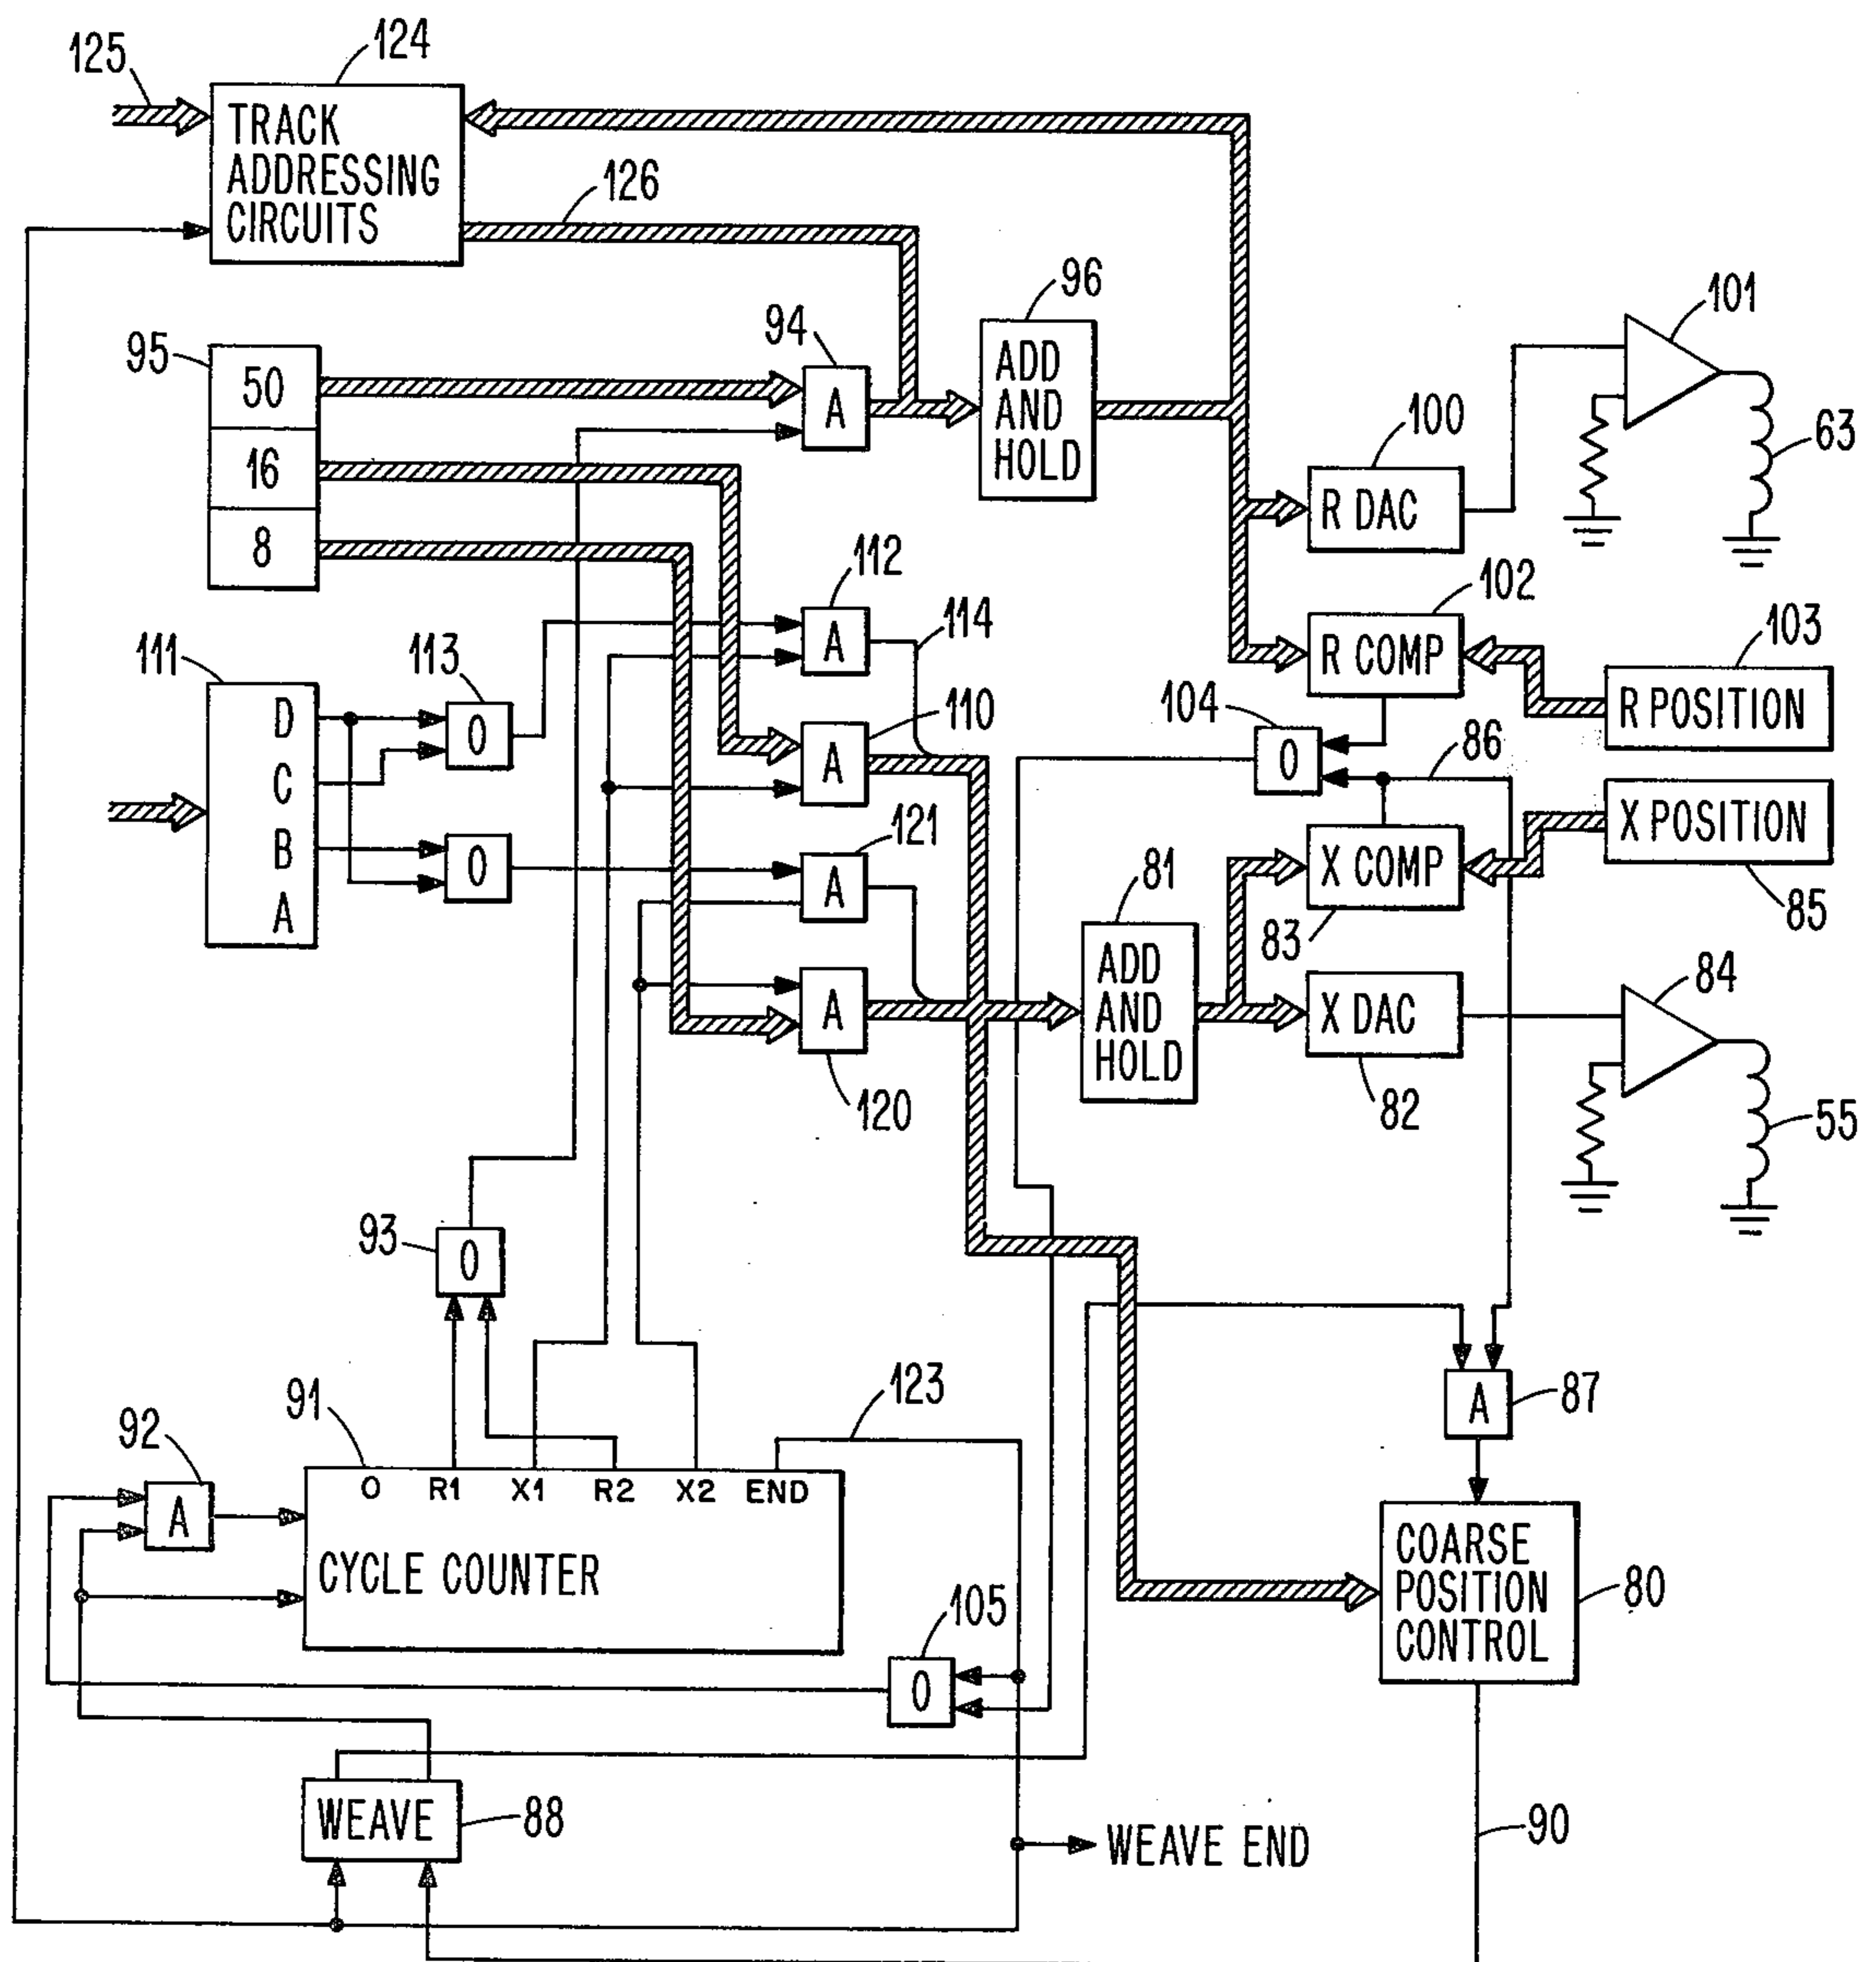 125
124
TRACK
ADDRESSING
CIRCUITS
126
95
50
16
8
94
A
96
ADD
AND
HOLD
101
63
100
R DAC
102
R COMP
103
R POSITION
111
D
C
B
A
113
O
O
112
A
114
110
A
121
A
120
A
104
O
86
X COMP
83
X POSITION
85
81
ADD
AND
HOLD
X DAC
82
84
55
93
O
91
92
A
O R1 X1 R2 X2 END
CYCLE COUNTER
123
105
O
87
A
COARSE
POSITION
CONTROL
80
WEAVE
88
WEAVE END
90